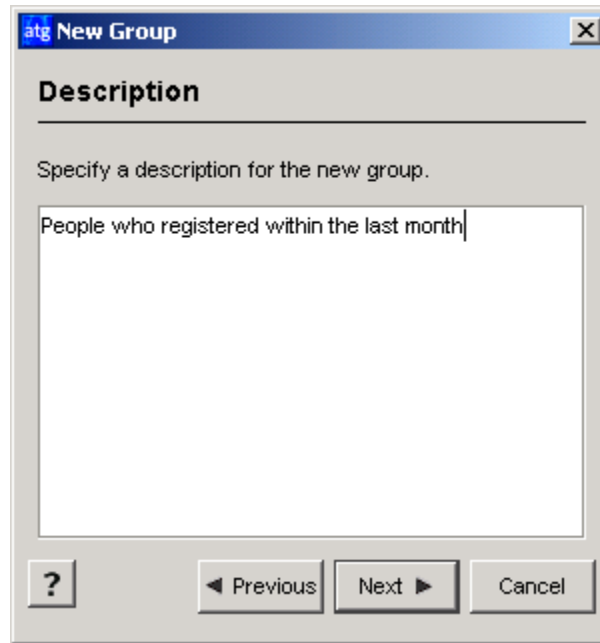 atg New Group
Description
Specify a description for the new group.
People who registered within the last month
? Previous Next Cancel